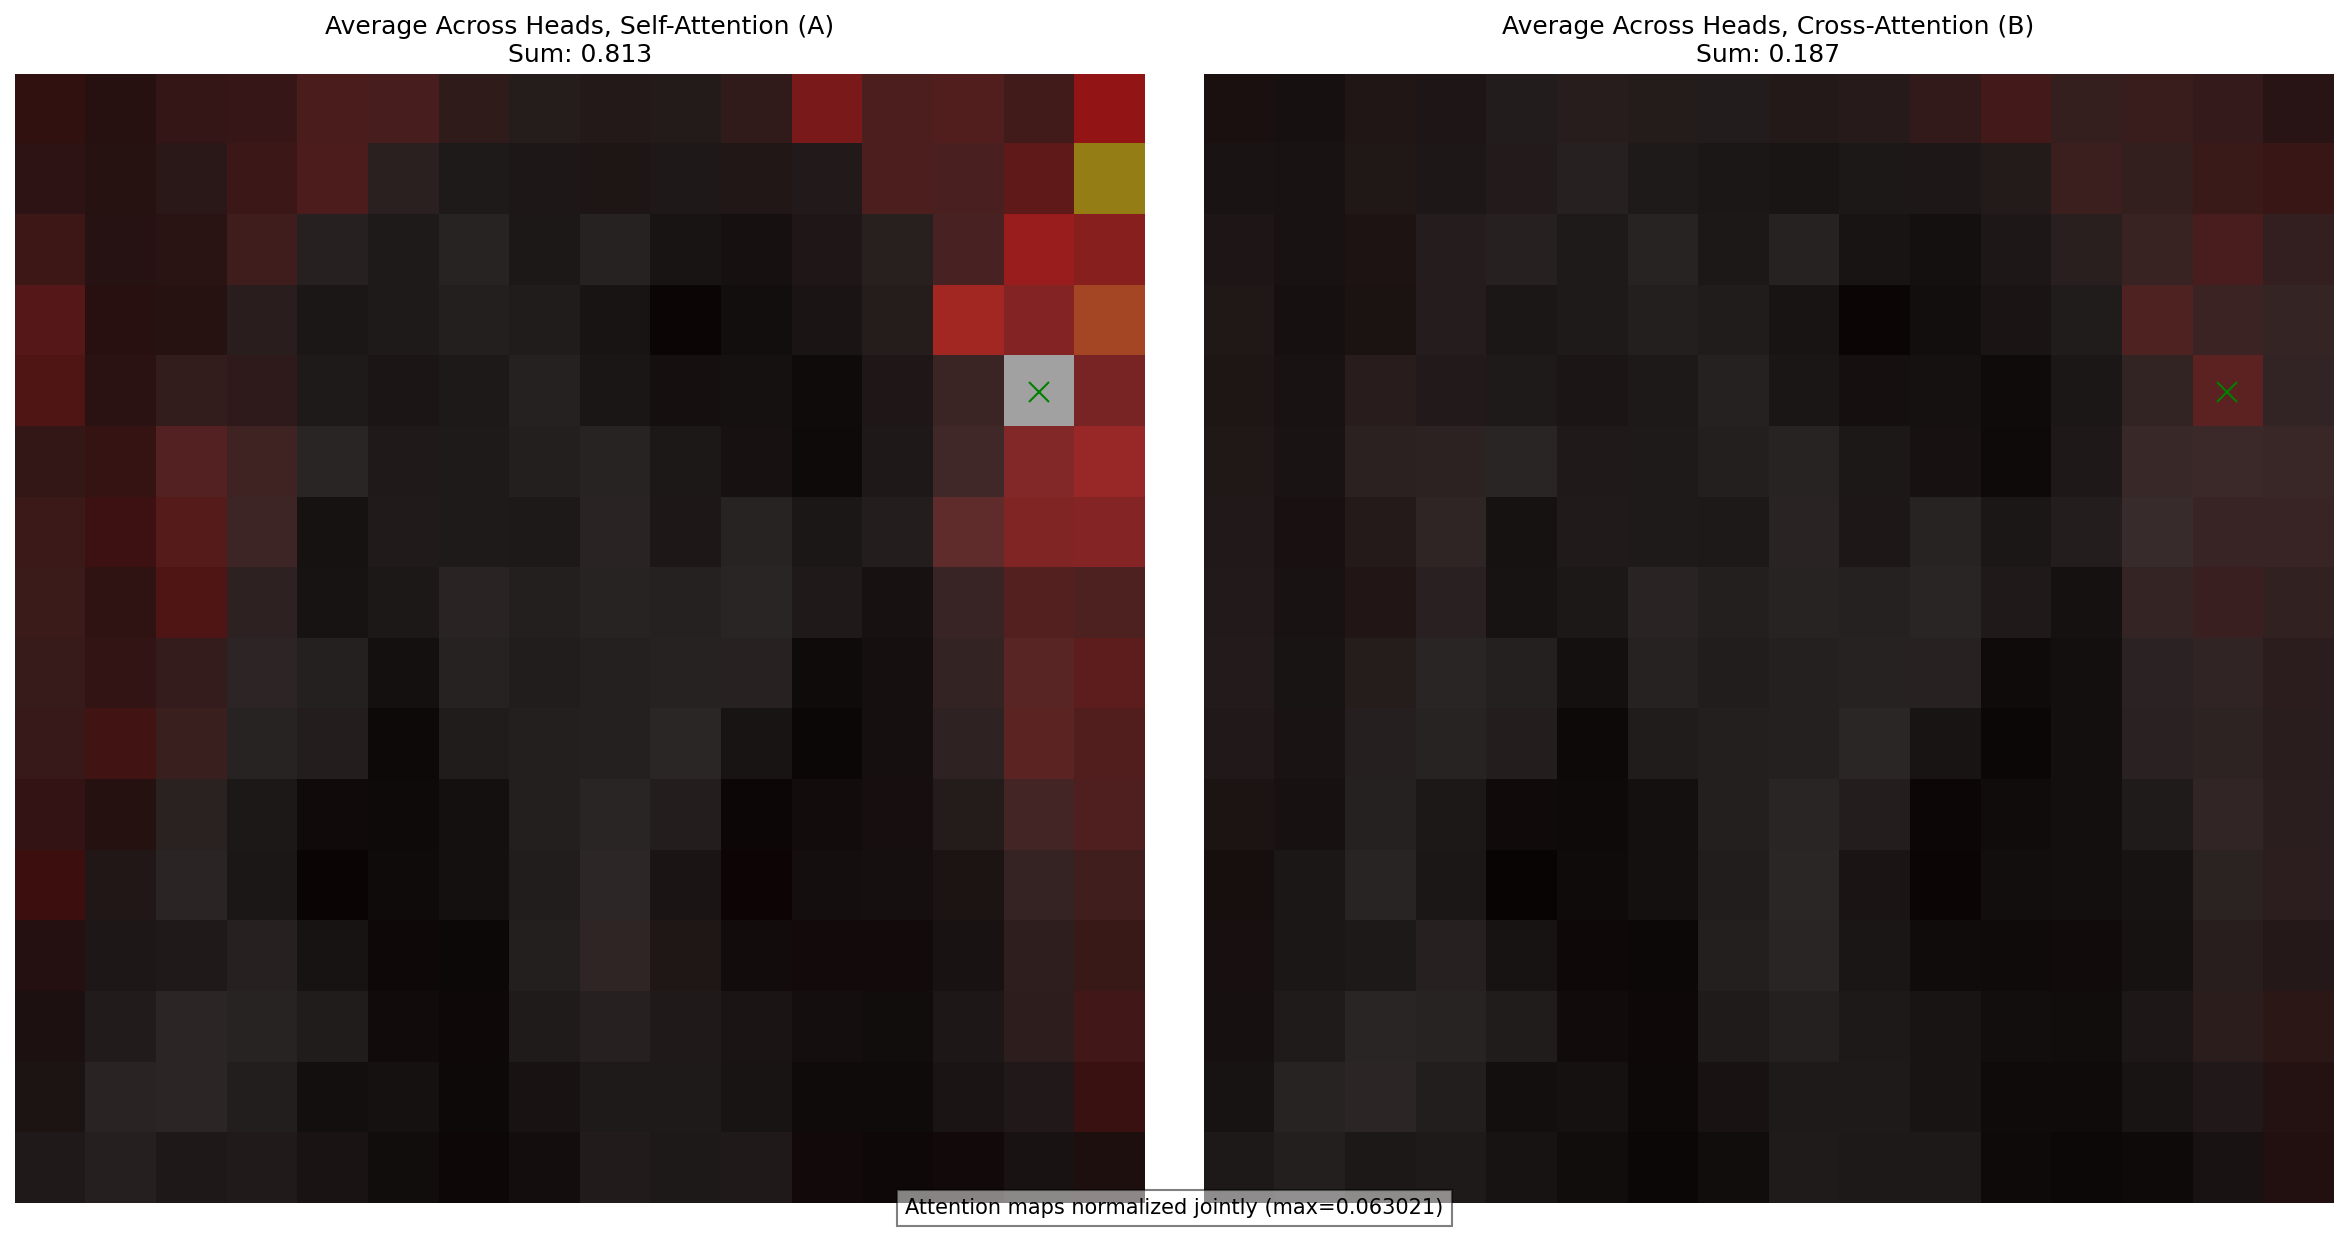 Average Across Heads, Self-Attention (A)
Sum: 0.813
Average Across Heads, Cross-Attention (B)
Sum: 0.187
Attention maps normalized jointly (max=0.063021)